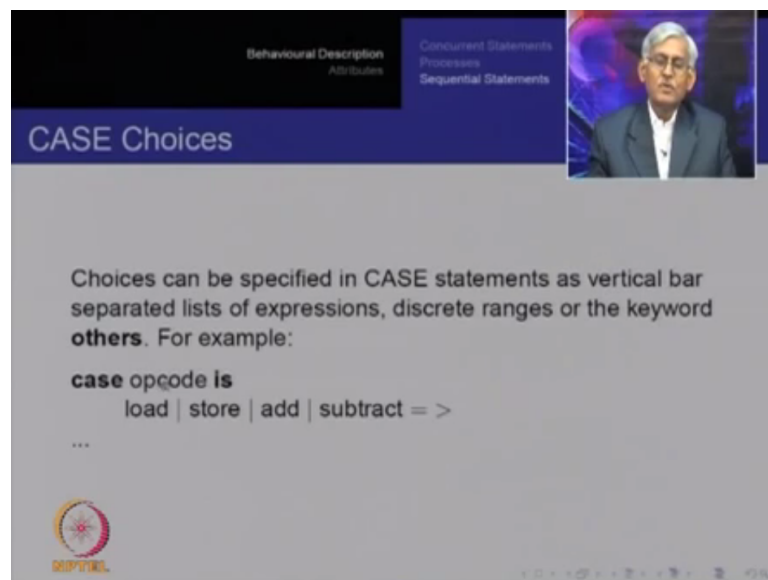 Behavioural Description
Attributes
Concurrent Statements
Processes
Sequential Statements
CASE Choices
Choices can be specified in CASE statements as vertical bar
separated lists of expressions, discrete ranges or the keyword
others. For example:
case opcode is
load | store | add | subtract = >
...
NPTEL